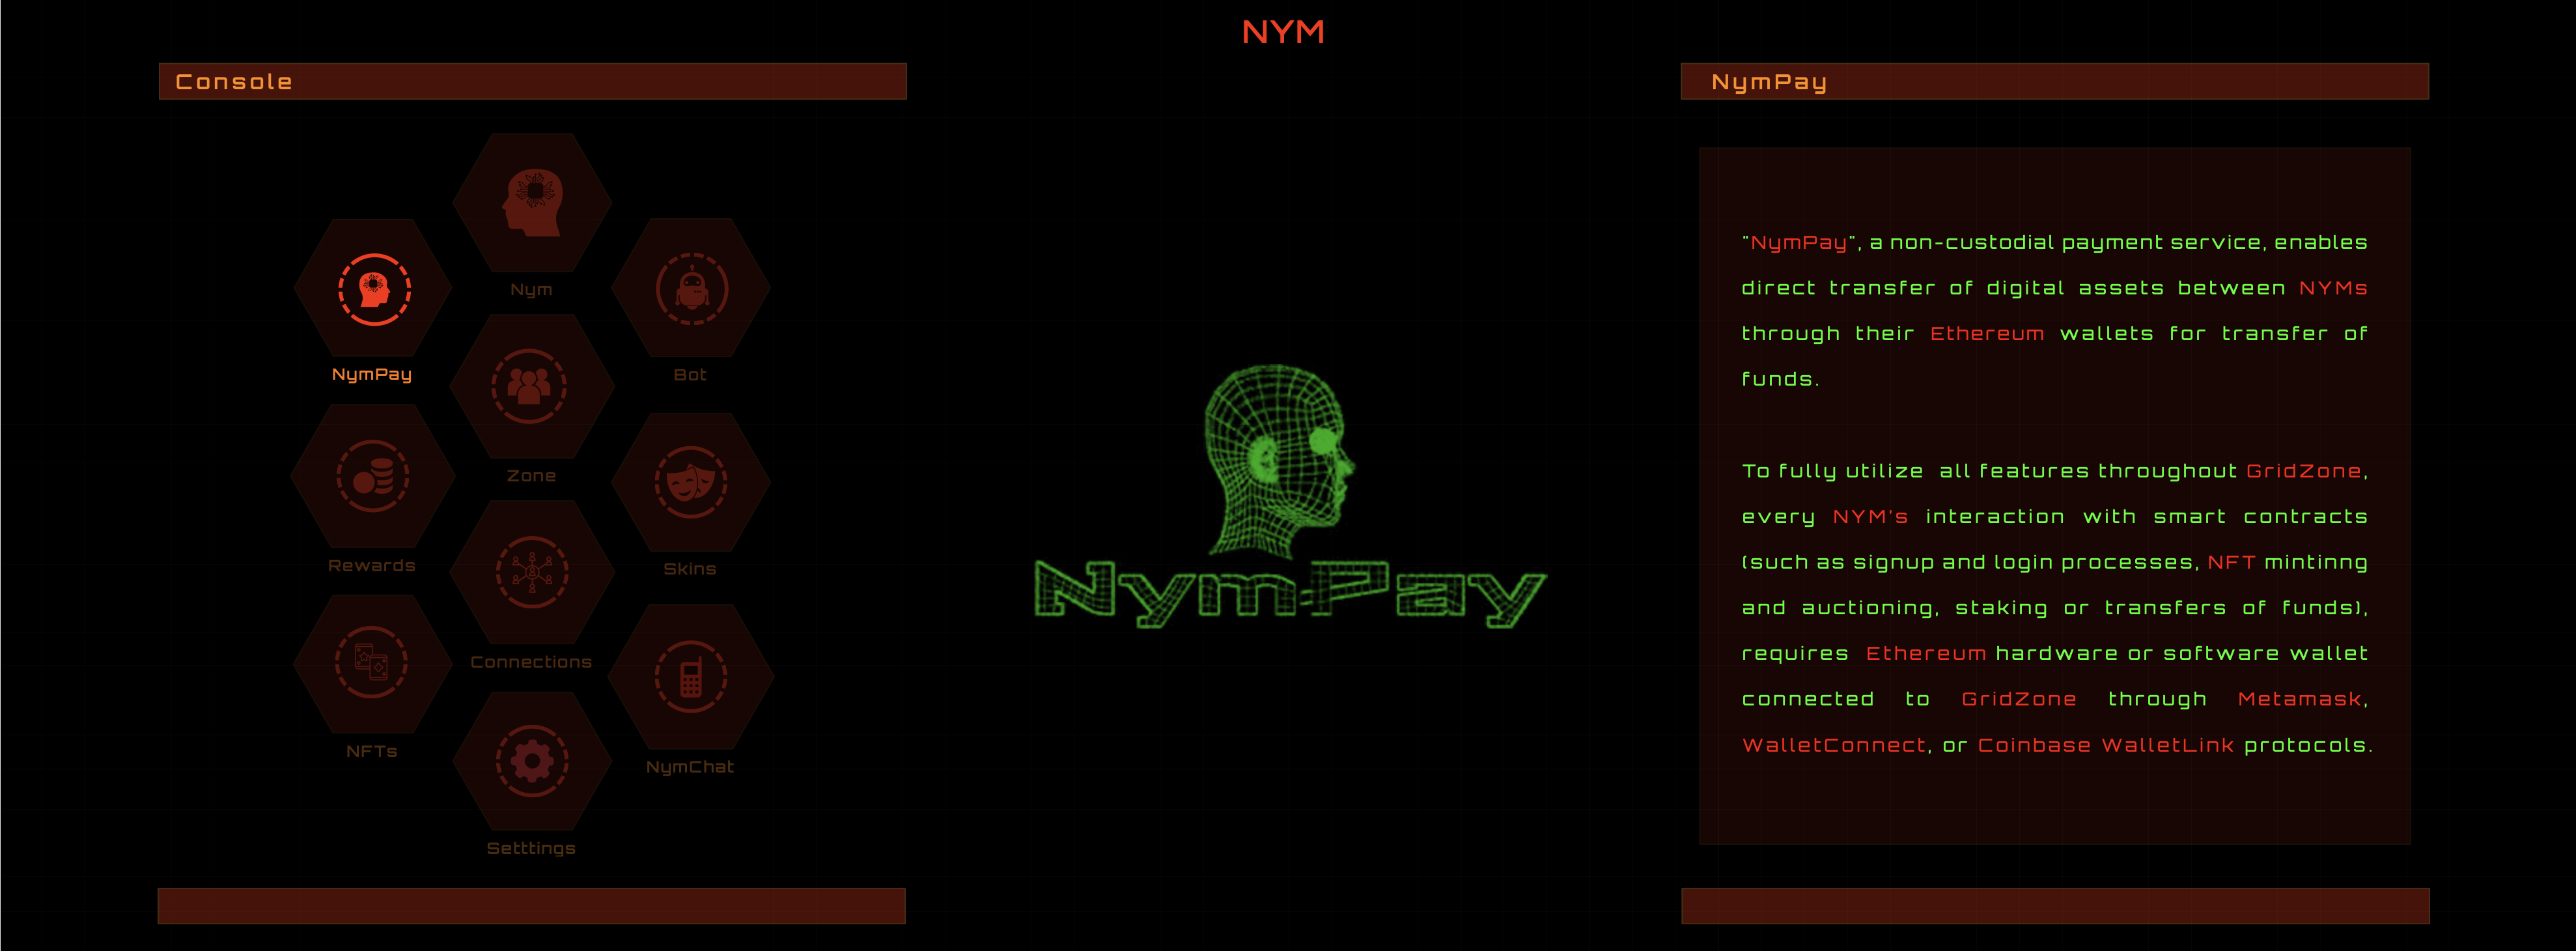 NYM
Console
Nym
NymPay
Bot
Zone
Rewards
Skins
Connections
NFTs
NymChat
Setttings
NymPay
NymPay
"NymPay", a non-custodial payment service, enables
direct transfer of digital assets between NYMs
through their Ethereum wallets for transfer of
funds.
To fully utilize all features throughout GridZone,
every NYM's interaction with smart contracts
(such as signup and login processes, NFT mintinng
and auctioning, staking or transfers of funds),
requires Ethereum hardware or software wallet
connected to GridZone through Metamask,
WalletConnect, or Coinbase WalletLink protocols.